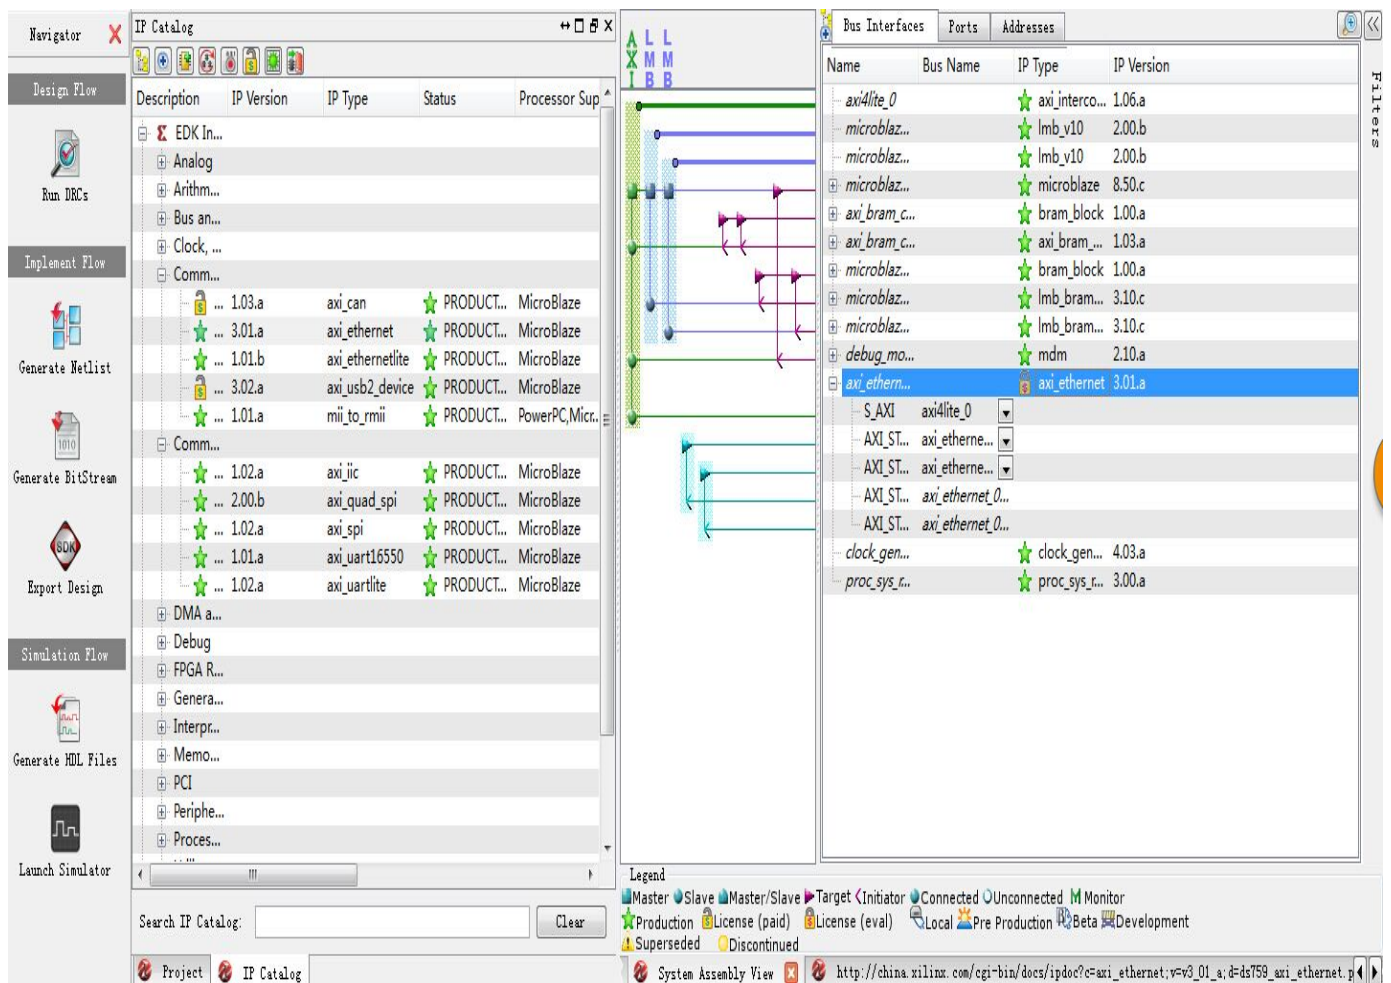 Navigator
Design Flow
Run DRCs
Implement Flow
Generate Netlist
Generate BitStream
Export Design
Simulation Flow
Generate HDL Files
Launch Simulator
IP Catalog
Description IP Version IP Type Status Processor Sup
EDK In...
Analog
Arithm...
Bus an...
Clock, ...
Comm...
... 1.03.a axi_can PRODUCT... MicroBlaze
... 3.01.a axi_ethernet PRODUCT... MicroBlaze
... 1.01.b axi_ethernetlite PRODUCT... MicroBlaze
... 3.02.a axi_usb2_device PRODUCT... MicroBlaze
... 1.01.a mii_to_rmii PRODUCT... PowerPC,Micr...
Comm...
... 1.02.a axi_iic PRODUCT... MicroBlaze
... 2.00.b axi_quad_spi PRODUCT... MicroBlaze
... 1.02.a axi_spi PRODUCT... MicroBlaze
... 1.01.a axi_uart16550 PRODUCT... MicroBlaze
... 1.02.a axi_uartlite PRODUCT... MicroBlaze
DMA a...
Debug
FPGA R...
Genera...
Interpr...
Memo...
PCI
Periphe...
Proces...
Search IP Catalog: Clear
Project IP Catalog
AXI LMB LMB
Bus Interfaces Ports Addresses
Name Bus Name IP Type IP Version
axi4lite_0 axi_interco... 1.06.a
microblaz... lmb_v10 2.00.b
microblaz... lmb_v10 2.00.b
microblaz... microblaze 8.50.c
axi_bram_c... bram_block 1.00.a
axi_bram_c... axi_bram_... 1.03.a
microblaz... bram_block 1.00.a
microblaz... lmb_bram... 3.10.c
microblaz... lmb_bram... 3.10.c
debug_mo... mdm 2.10.a
axi_ethern... axi_ethernet 3.01.a
S_AXI axi4lite_0
AXI_ST... axi_etherne...
AXI_ST... axi_etherne...
AXI_ST... axi_ethernet_0...
AXI_ST... axi_ethernet_0...
clock_gen... clock_gen... 4.03.a
proc_sys_r... proc_sys_r... 3.00.a
Filters
Legend
Master Slave Master/Slave Target Initiator Connected Unconnected M Monitor
Production License (paid) License (eval) Local Pre Production Beta Development
Superseded Discontinued
System Assembly View http://china.xilinx.com/cgi-bin/docs/ipdoc?c=axi_ethernet;v=v3_01_a;d=ds759_axi_ethernet.p